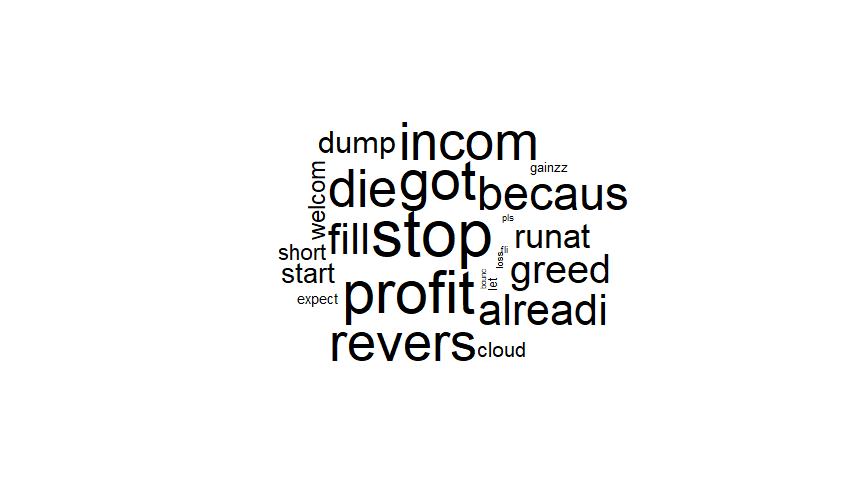 dump incom
gainzz
welcom die got becaus
pls
fill stop runat
short loss fli
start profit bounc let greed
expect alreadi
revers cloud